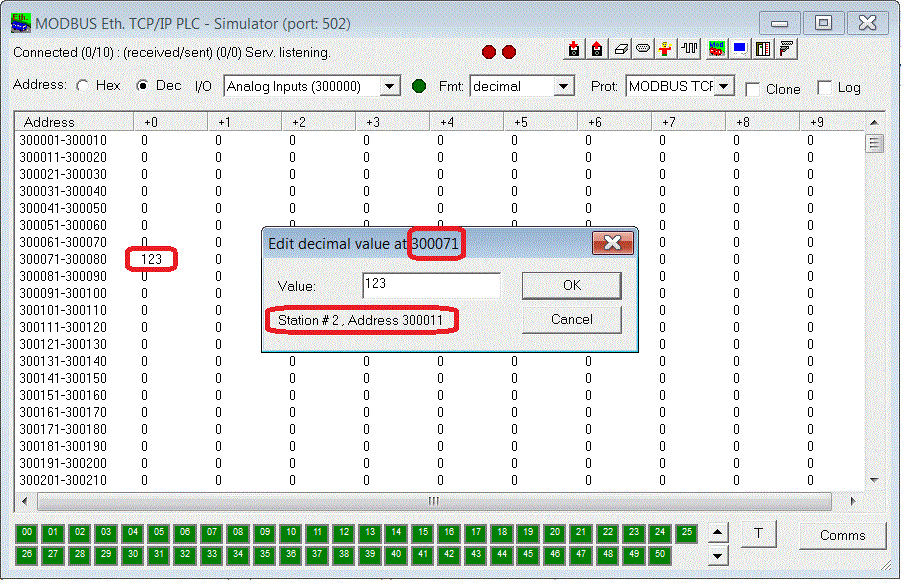 MODBUS Eth. TCP/IP PLC - Simulator (port: 502)
Connected (0/10) : (received/sent) (0/0) Serv. listening.
Address: Hex Dec I/O Analog Inputs (300000) Fmt: decimal Prot: MODBUS TCP Clone Log
Address +0 +1 +2 +3 +4 +5 +6 +7 +8 +9
300001-300010 0 0 0 0 0 0 0 0 0 0
300011-300020 0 0 0 0 0 0 0 0 0 0
300021-300030 0 0 0 0 0 0 0 0 0 0
300031-300040 0 0 0 0 0 0 0 0 0 0
300041-300050 0 0 0 0 0 0 0 0 0 0
300051-300060 0 0 0 0
300061-300070 0 0 0 0
Edit decimal value at 300071
300071-300080 123 0 0 0
300081-300090 0 0 0 0
Value: 123 OK
300091-300100 0 0 0 0
300101-300110 0 0 0 0
Station # 2 , Address 300011 Cancel
300111-300120 0 0 0 0
300121-300130 0 0 0 0
300131-300140 0 0 0 0 0 0 0 0 0 0
300141-300150 0 0 0 0 0 0 0 0 0 0
300151-300160 0 0 0 0 0 0 0 0 0 0
300161-300170 0 0 0 0 0 0 0 0 0 0
300171-300180 0 0 0 0 0 0 0 0 0 0
300181-300190 0 0 0 0 0 0 0 0 0 0
300191-300200 0 0 0 0 0 0 0 0 0 0
300201-300210 0 0 0 0 0 0 0 0 0 0
00 01 02 03 04 05 06 07 08 09 10 11 12 13 14 15 16 17 18 19 20 21 22 23 24 25
26 27 28 29 30 31 32 33 34 35 36 37 38 39 40 41 42 43 44 45 46 47 48 49 50
T Comms